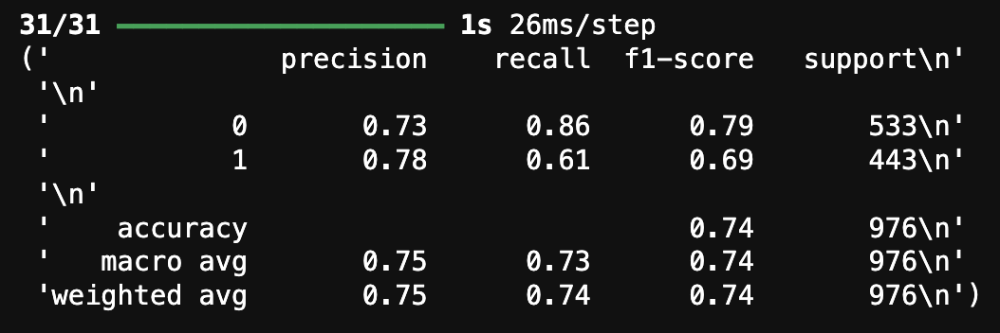 31/31 ━━━━━━━━━━━━━━━━━━━━ 1s 26ms/step
('              precision    recall  f1-score   support\n'
 '\n'
 '           0       0.73      0.86      0.79       533\n'
 '           1       0.78      0.61      0.69       443\n'
 '\n'
 '    accuracy                           0.74       976\n'
 '   macro avg       0.75      0.73      0.74       976\n'
 'weighted avg       0.75      0.74      0.74       976\n')